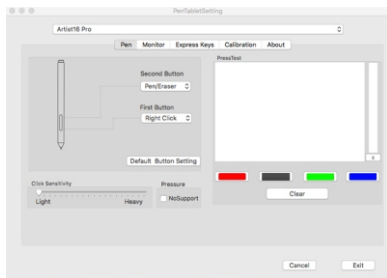 PenTabletSetting
Artist16 Pro
Pen Monitor Express Keys Calibration About
PressTest
Second Button
Pen/Eraser
First Button
Right Click
Default Button Setting
Click Sensitivity
Light Heavy
Pressure
NoSupport
0
Clear
Cancel Exit